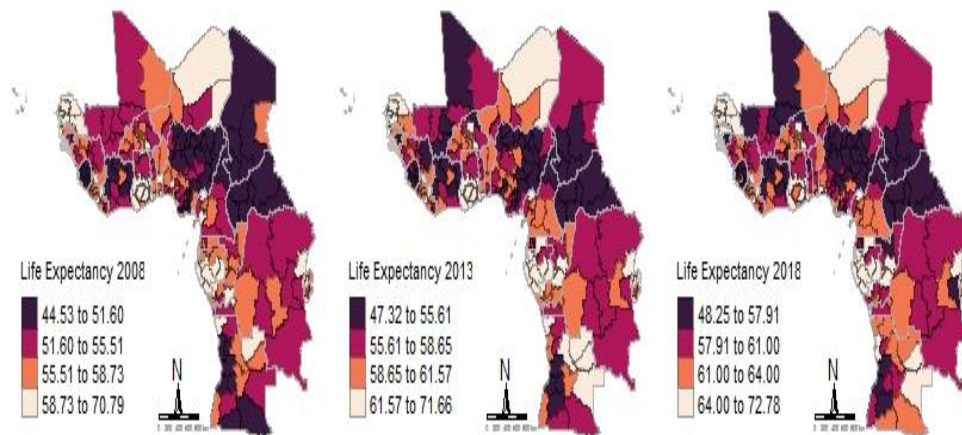 Life Expectancy 2008
44.53 to 51.60
51.60 to 55.51
55.51 to 58.73
58.73 to 70.79
N
Life Expectancy 2013
47.32 to 55.61
55.61 to 58.65
58.65 to 61.57
61.57 to 71.66
N
Life Expectancy 2018
48.25 to 57.91
57.91 to 61.00
61.00 to 64.00
64.00 to 72.78
N